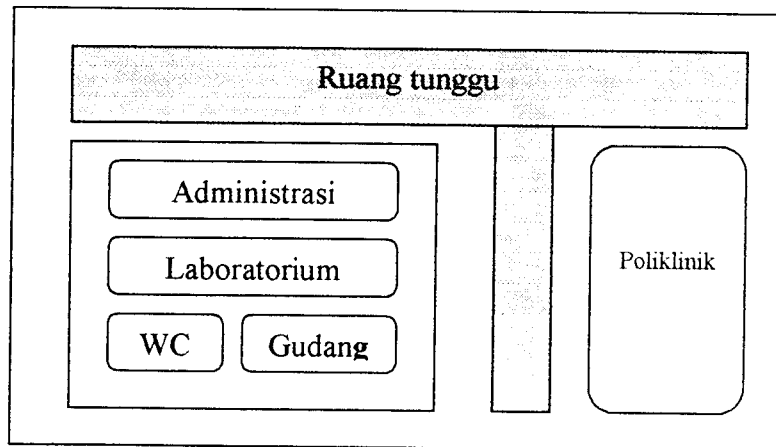 Ruang tunggu
Administrasi
Laboratorium
WC
Gudang
Poliklinik